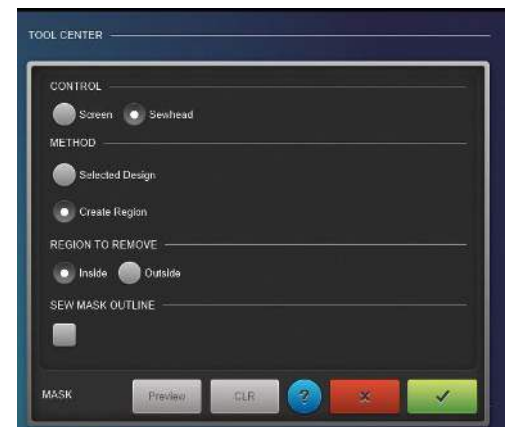 TOOL CENTER
CONTROL
Screen Sewhead
METHOD
Selected Design
Create Region
REGION TO REMOVE
Inside Outside
SEW MASK OUTLINE
MASK Preview CLR ?